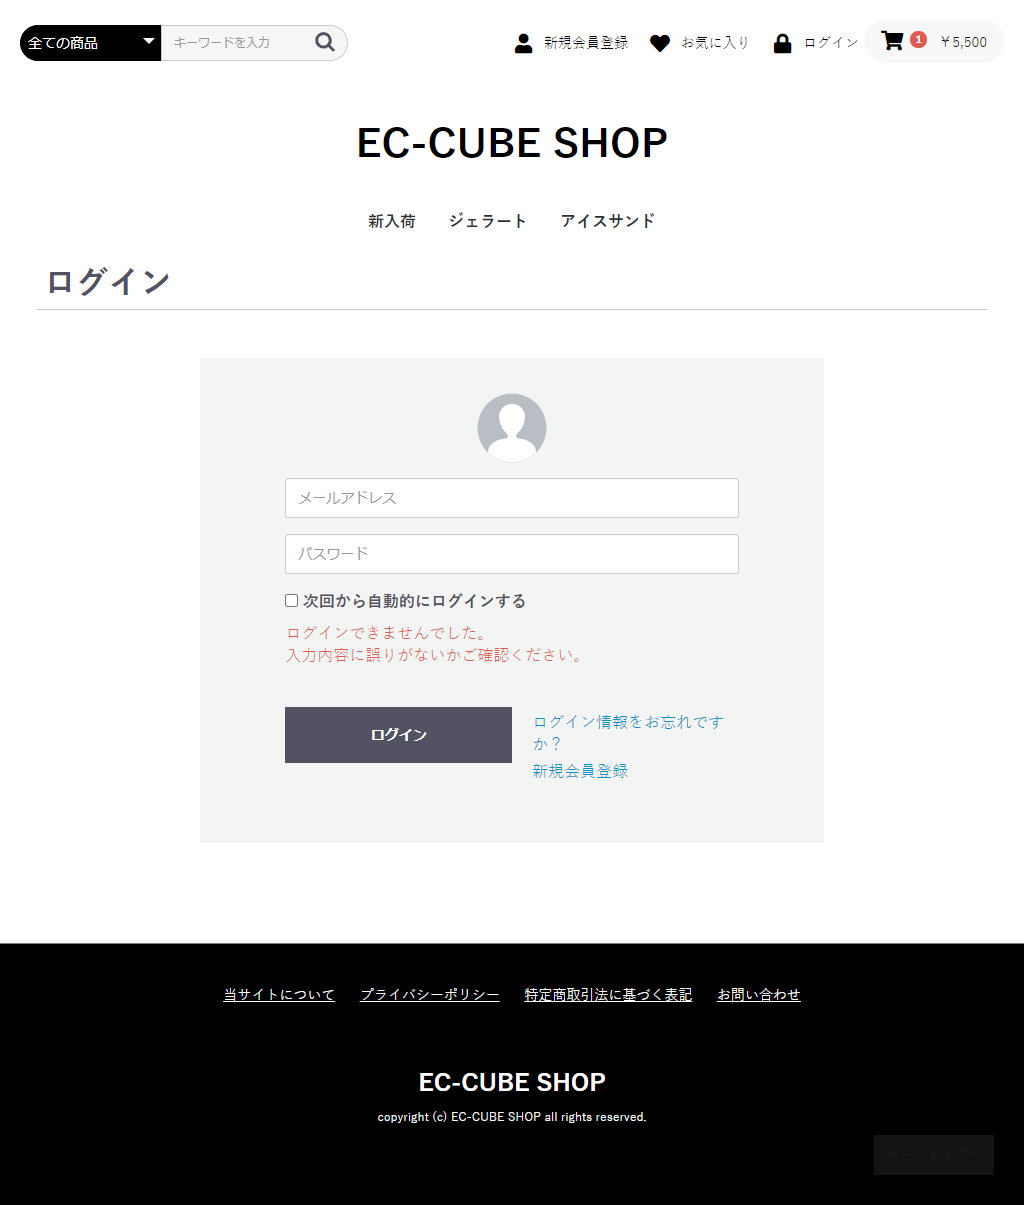 全ての商品 キーワードを入力 新規会員登録 お気に入り ログイン 1 ￥5,500
EC-CUBE SHOP
新入荷 ジェラート アイスサンド
ログイン
メールアドレス
パスワード
次回から自動的にログインする
ログインできませんでした。
入力内容に誤りがないかご確認ください。
ログイン
ログイン情報をお忘れです
か？
新規会員登録
当サイトについて プライバシーポリシー 特定商取引法に基づく表記 お問い合わせ
EC-CUBE SHOP
copyright (c) EC-CUBE SHOP all rights reserved.
ページトップへ